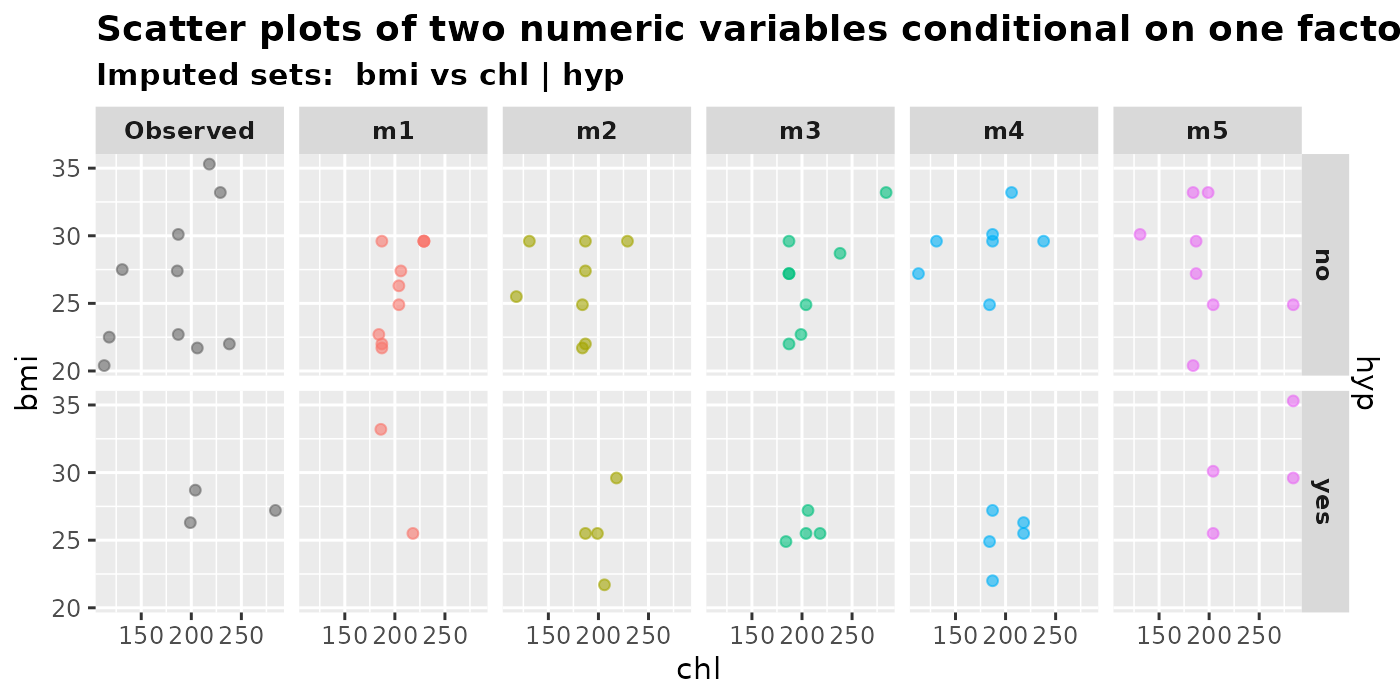 Scatter plots of two numeric variables conditional on one facto
Imputed sets:  bmi vs chl | hyp
Observed m1 m2 m3 m4 m5
35
30
25
20
no
35
30
25
20
yes
bmi
hyp
150 200 250 150 200 250 150 200 250 150 200 250 150 200 250 150 200 250
chl